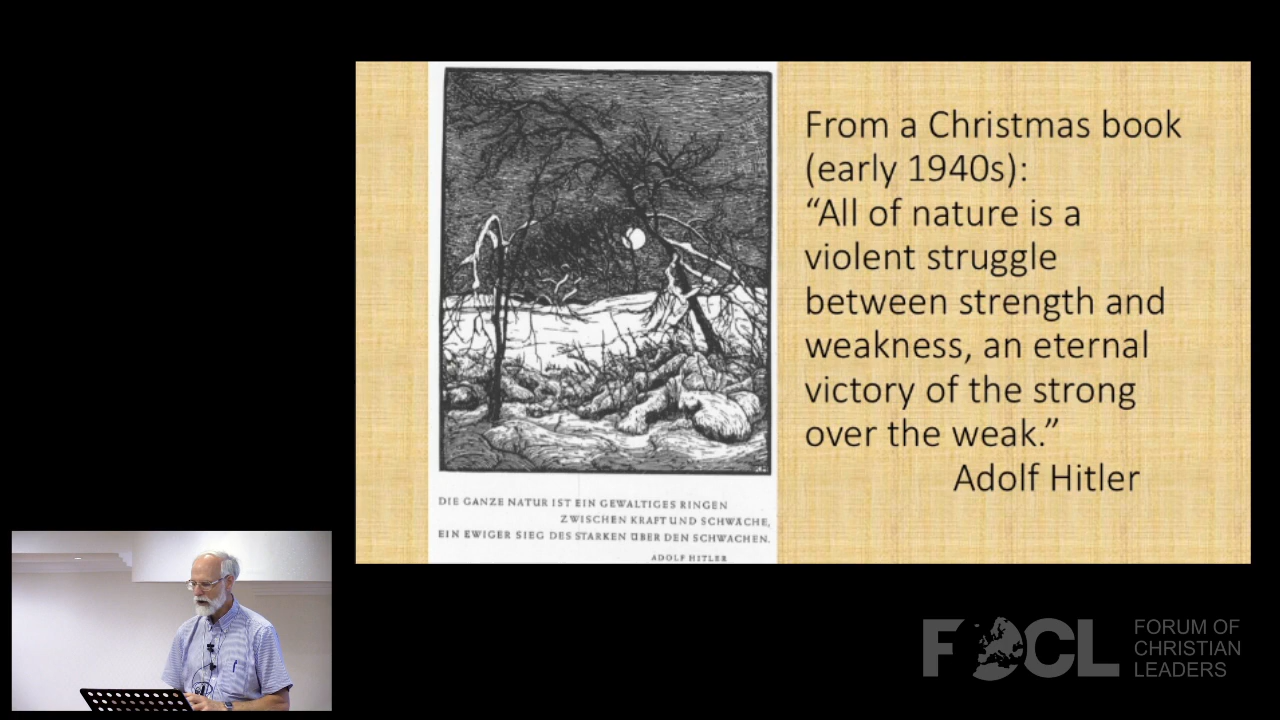 From a Christmas book
(early 1940s):
“All of nature is a
violent struggle
between strength and
weakness, an eternal
victory of the strong
over the weak.”
Adolf Hitler
DIE GANZE NATUR IST EIN GEWALTIGES RINGEN
ZWISCHEN KRAFT UND SCHWÄCHE,
EIN EWIGER SIEG DES STARKEN ÜBER DEN SCHWACHEN.
ADOLF HITLER
FOCL
FORUM OF
CHRISTIAN
LEADERS